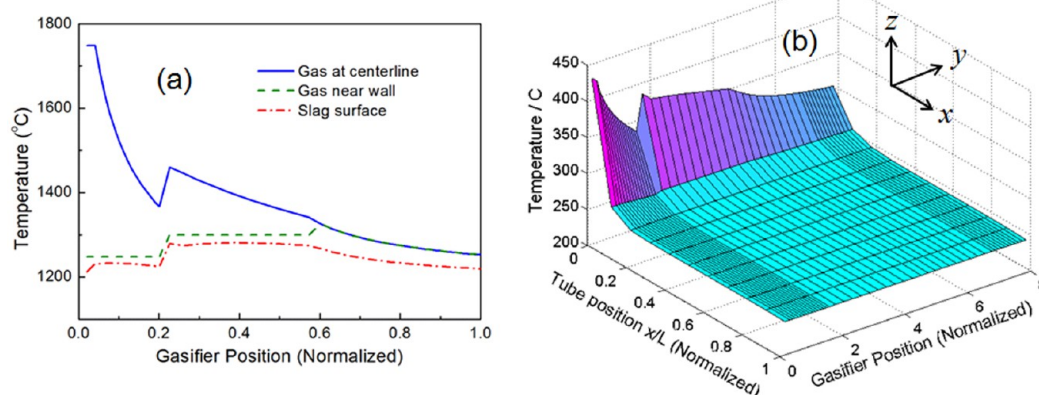 (a)
Gas at centerline
Gas near wall
Slag surface
1800
1600
1400
1200
Temperature (°C)
0.0 0.2 0.4 0.6 0.8 1.0
Gasifier Position (Normalized)
(b)
z
y
x
450
400
350
300
250
200
Temperature / C
0
0.2
0.4
0.6
0.8
1
Tube position x/L (Normalized)
0
2
4
6
Gasifier Position (Normalized)